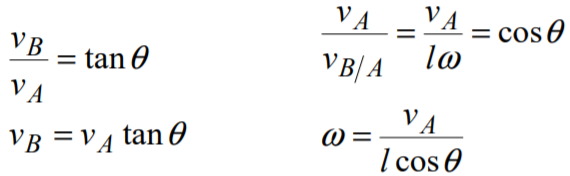 v_B / v_A = tan θ
v_B = v_A tan θ
v_A / v_{B/A} = v_A / lω = cos θ
ω = v_A / l cos θ